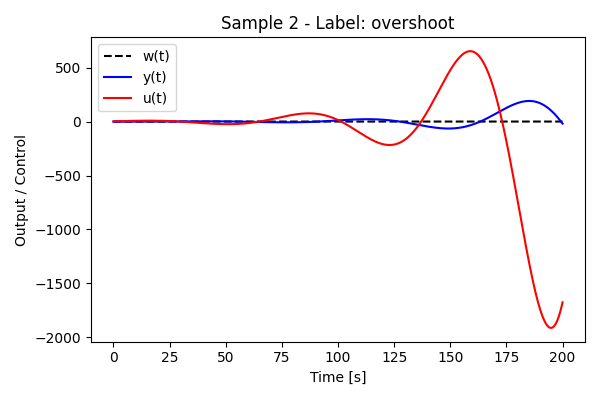 Sample 2 - Label: overshoot
w(t)
y(t)
u(t)
Output / Control
500
0
−500
−1000
−1500
−2000
0 25 50 75 100 125 150 175 200
Time [s]